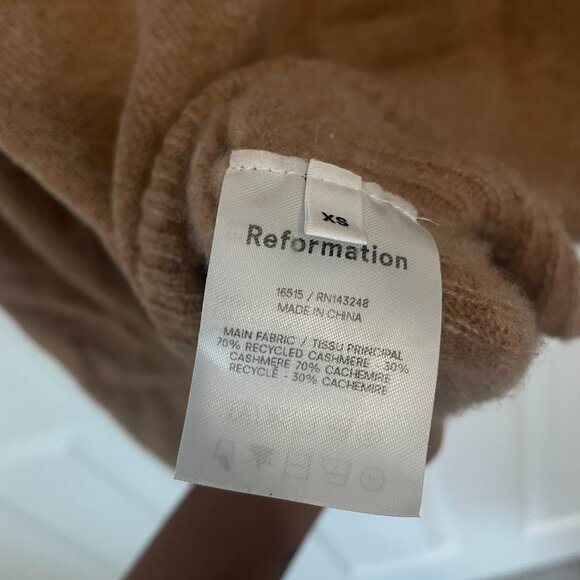 XS
Reformation
16515 / RN143248
MADE IN CHINA
MAIN FABRIC / TISSU PRINCIPAL
70% RECYCLED CASHMERE - 30%
CASHMERE 70% CACHEMIRE
RECYCLÉ - 30% CACHEMIRE